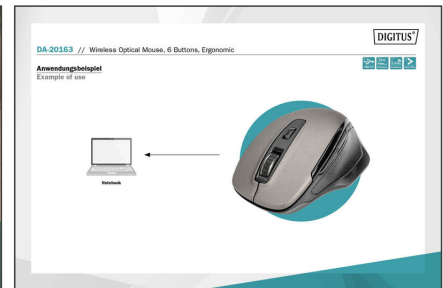 DIGITUS®
DA-20163 // Wireless Optical Mouse, 6 Buttons, Ergonomic
Anwendungsbeispiel
Example of use
Notebook